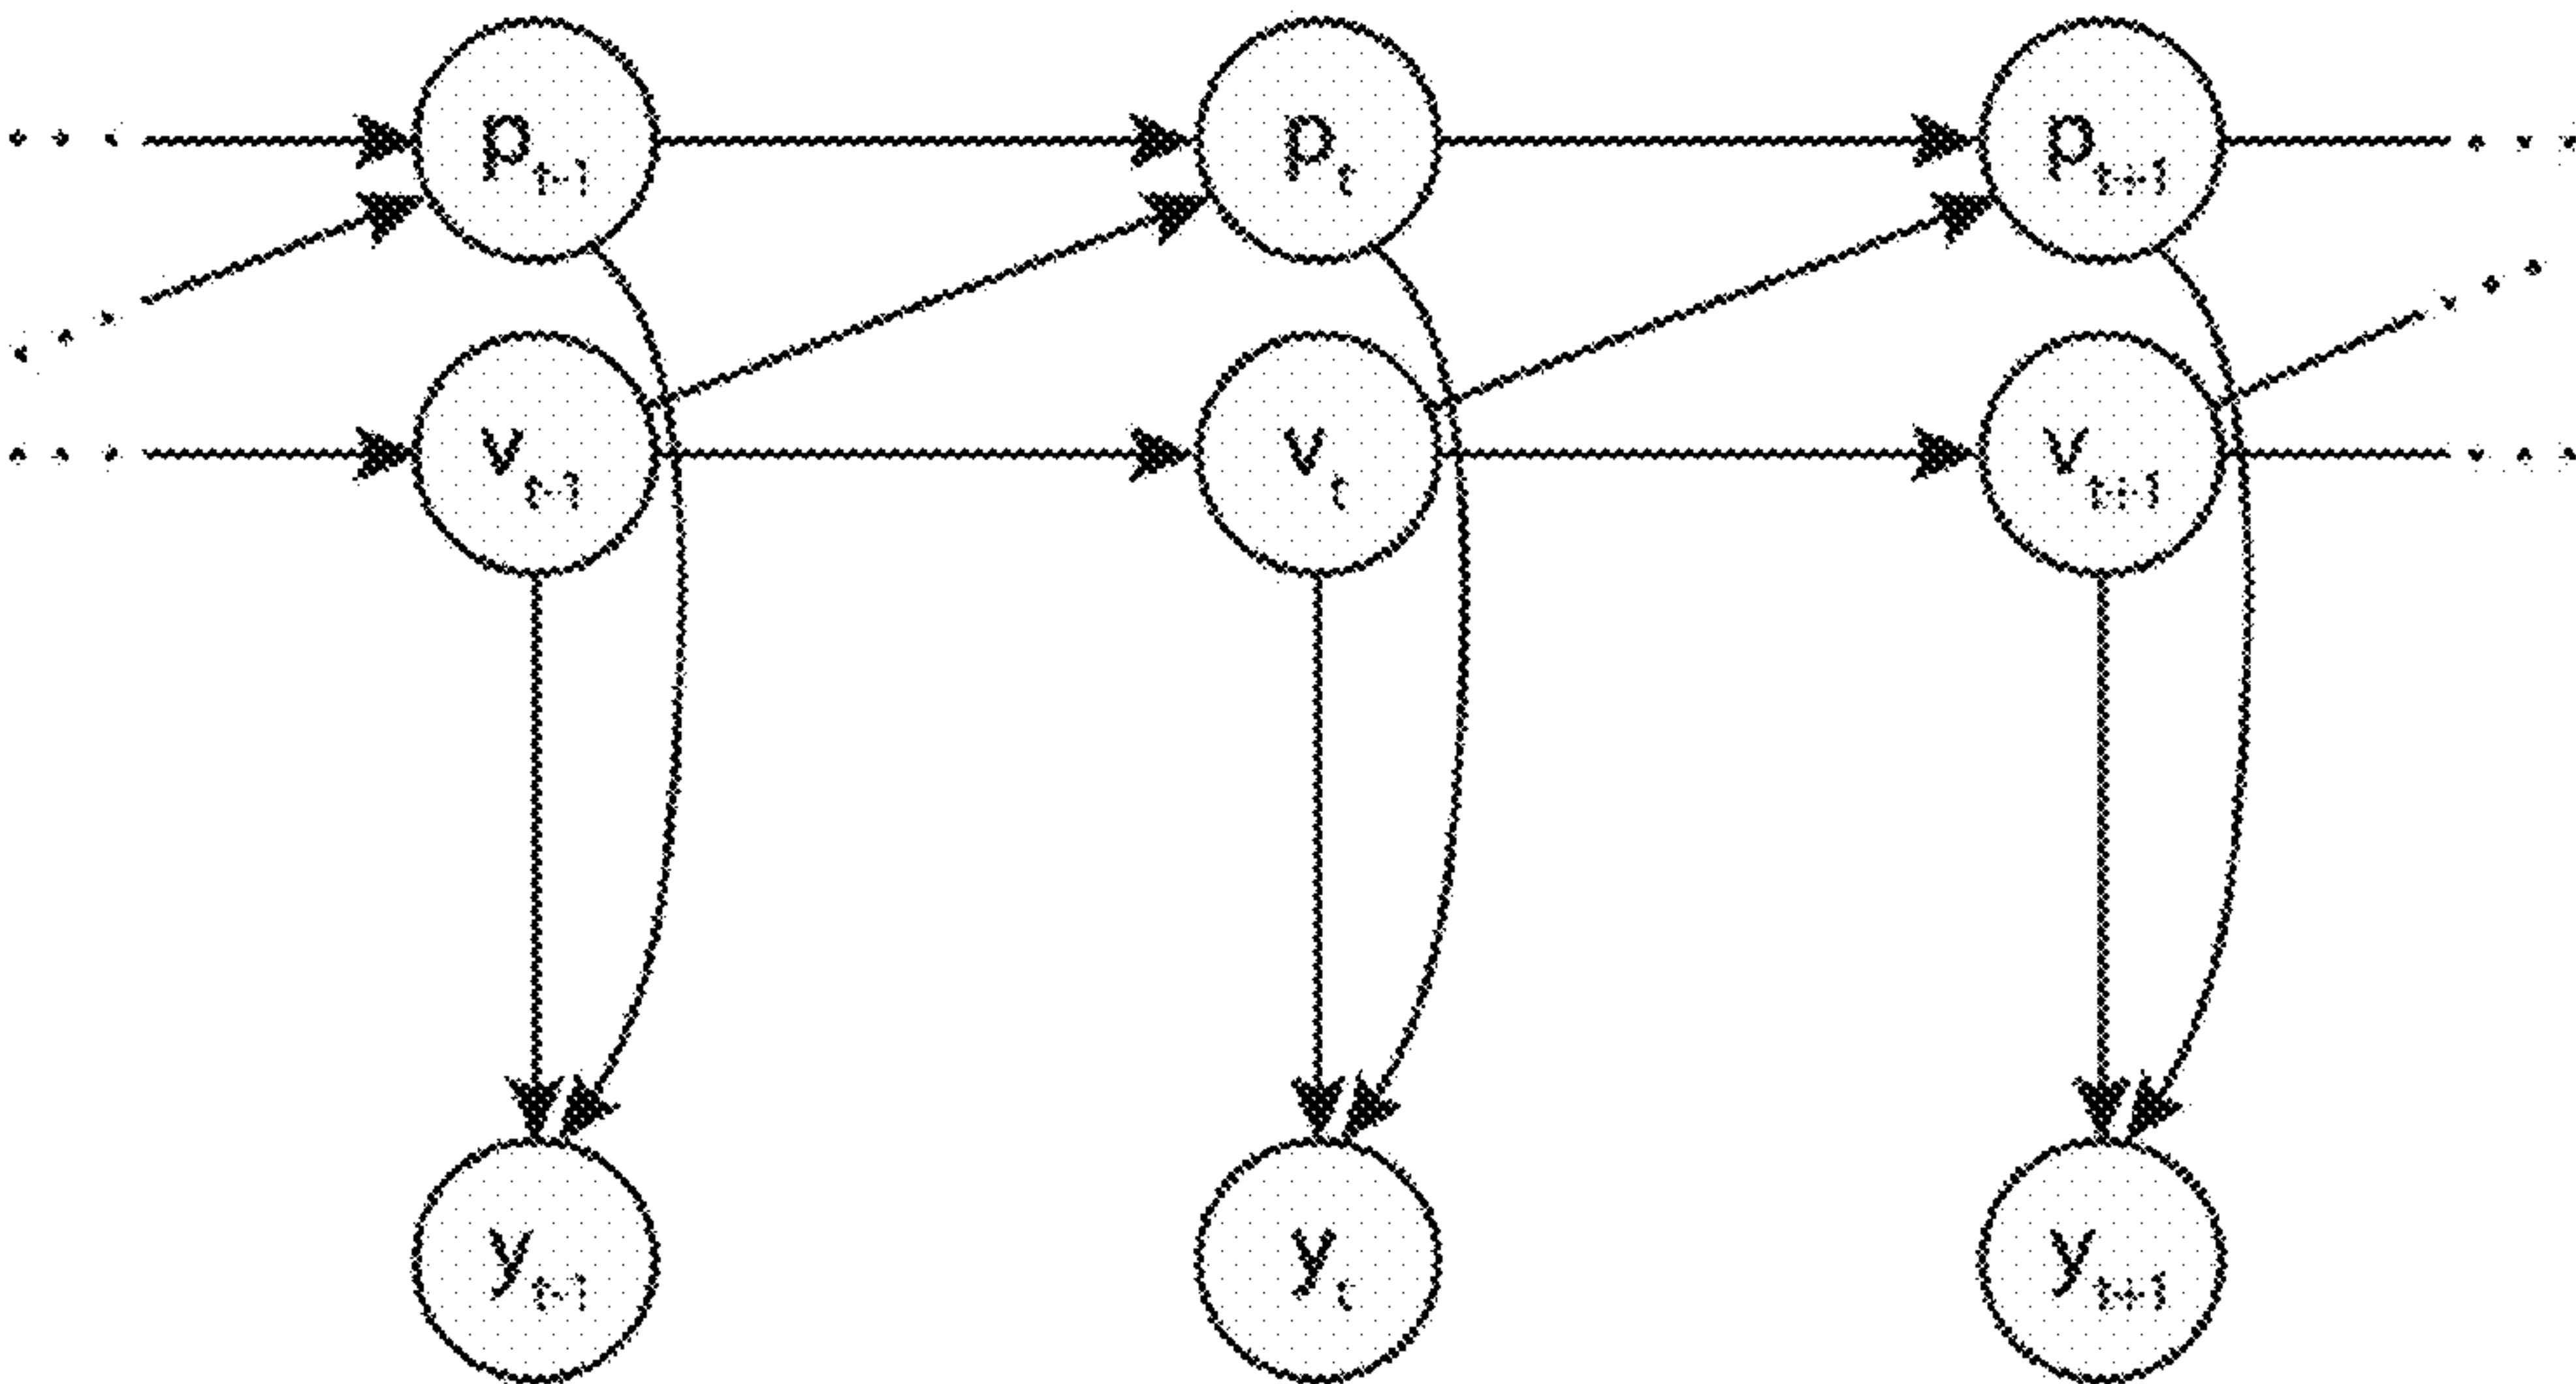 p_{t-1} p_t p_{t+1}
v_{t-1} v_t v_{t+1}
y_{t-1} y_t y_{t+1}